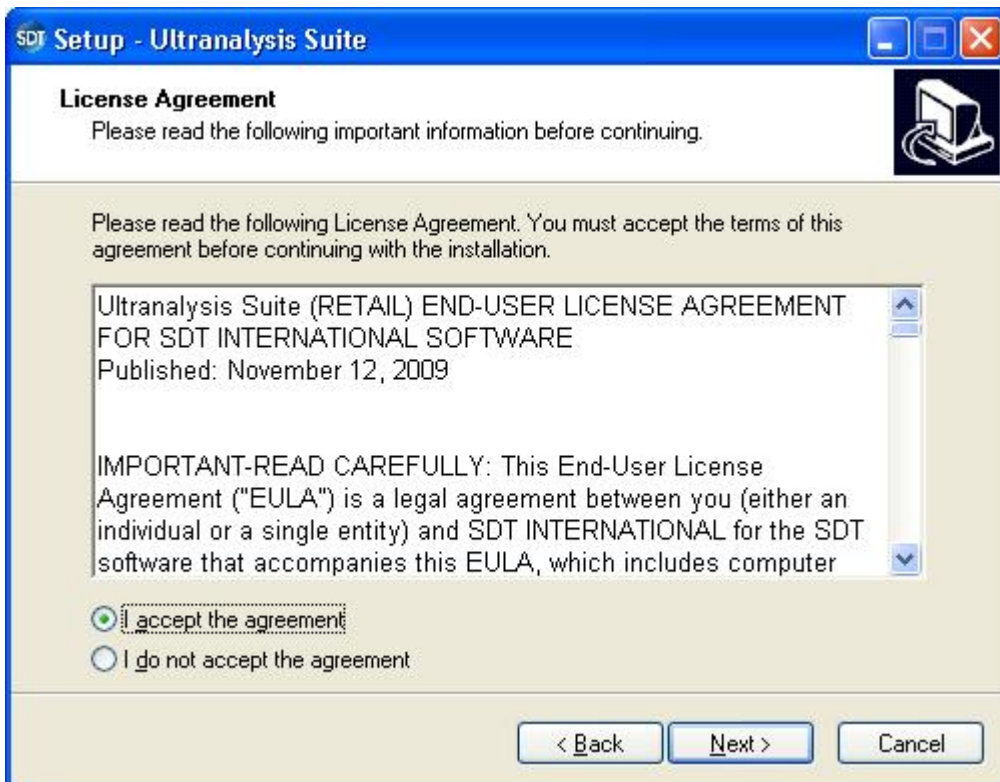 SDT Setup - Ultranalysis Suite
License Agreement
Please read the following important information before continuing.
Please read the following License Agreement. You must accept the terms of this
agreement before continuing with the installation.
Ultranalysis Suite (RETAIL) END-USER LICENSE AGREEMENT
FOR SDT INTERNATIONAL SOFTWARE
Published: November 12, 2009
IMPORTANT-READ CAREFULLY: This End-User License
Agreement ("EULA") is a legal agreement between you (either an
individual or a single entity) and SDT INTERNATIONAL for the SDT
software that accompanies this EULA, which includes computer
I accept the agreement
I do not accept the agreement
< Back
Next >
Cancel